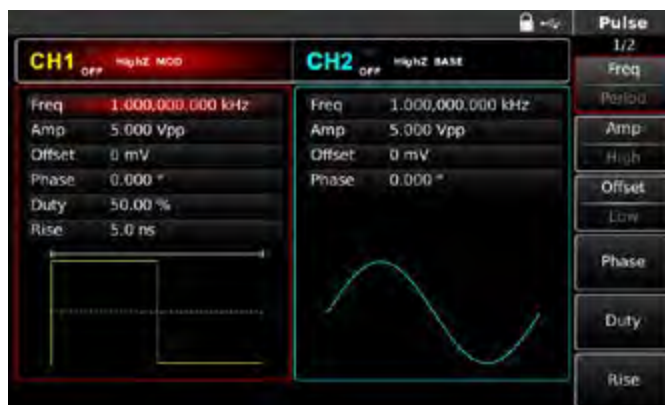 Pulse
1/2
CH1 OFF HighZ MOD
CH2 OFF HighZ BASE
Freq 1.000,000,000 kHz
Amp 5.000 Vpp
Offset 0 mV
Phase 0.000 °
Duty 50.00 %
Rise 5.0 ns
Freq 1.000,000,000 kHz
Amp 5.000 Vpp
Offset 0 mV
Phase 0.000 °
Freq
Period
Amp
High
Offset
Low
Phase
Duty
Rise